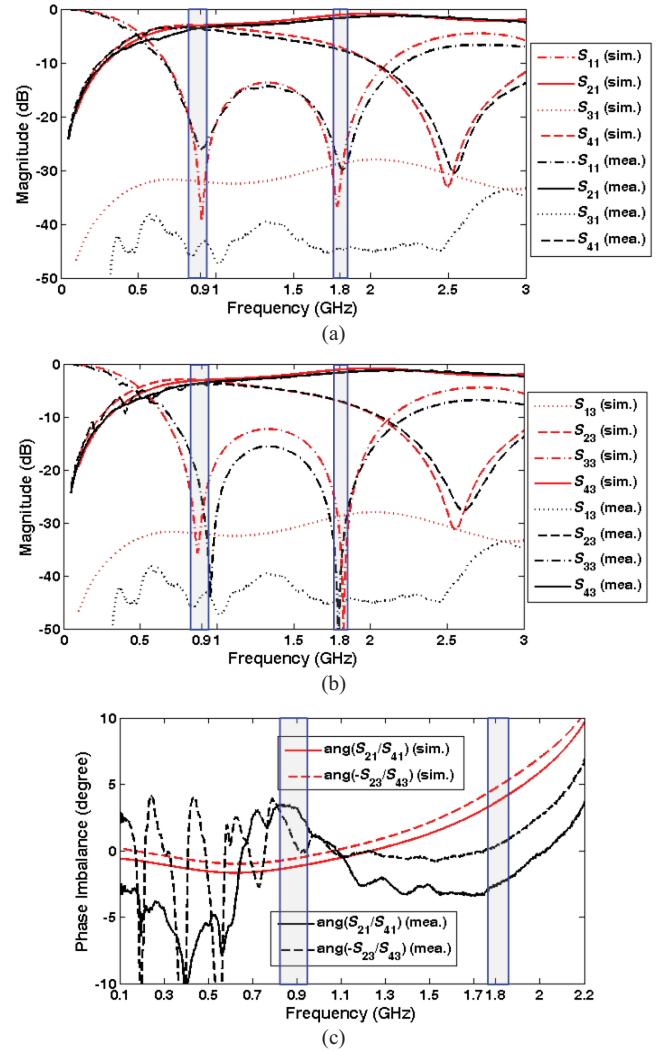 0
-10
-20
-30
-40
-50
Magnitude (dB)
0 0.5 0.9 1 1.5 1.8 2 2.5 3
Frequency (GHz)
S11 (sim.)
S21 (sim.)
S31 (sim.)
S41 (sim.)
S11 (mea.)
S21 (mea.)
S31 (mea.)
S41 (mea.)
(a)
0
-10
-20
-30
-40
-50
Magnitude (dB)
0 0.5 0.9 1 1.5 1.8 2 2.5 3
Frequency (GHz)
S13 (sim.)
S23 (sim.)
S33 (sim.)
S43 (sim.)
S13 (mea.)
S23 (mea.)
S33 (mea.)
S43 (mea.)
(b)
10
5
0
-5
-10
Phase Imbalance (degree)
ang(S21/S41) (sim.)
ang(-S23/S43) (sim.)
ang(S21/S41) (mea.)
ang(-S23/S43) (mea.)
0.1 0.3 0.5 0.7 0.9 1.1 1.3 1.5 1.7 1.8 2 2.2
Frequency (GHz)
(c)